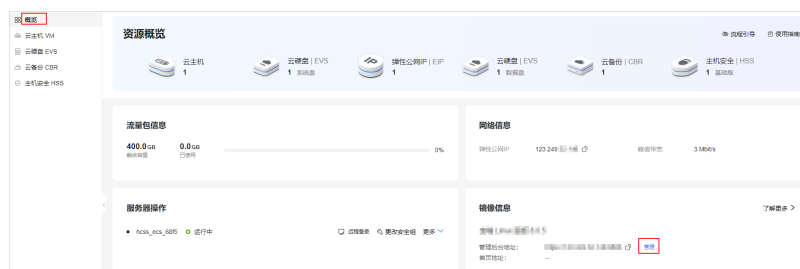 概览
云主机 VM
云硬盘 EVS
云备份 CBR
主机安全 HSS
资源概览
流程引导 使用指南
云主机
1
云硬盘 | EVS
1 系统盘
弹性公网IP | EIP
1
云硬盘 | EVS
1 数据盘
云备份 | CBR
1
主机安全 | HSS
1 基础版
流量包信息
400.0 GB 0.0 GB
剩余容量 已使用
0%
网络信息
弹性公网IP 123.249. 峰值带宽 3 Mbit/s
服务器操作
hcss_ecs_68f5 运行中 远程登录 更改安全组 更多
镜像信息 了解更多 >
管理后台地址: 管理
首页地址: --